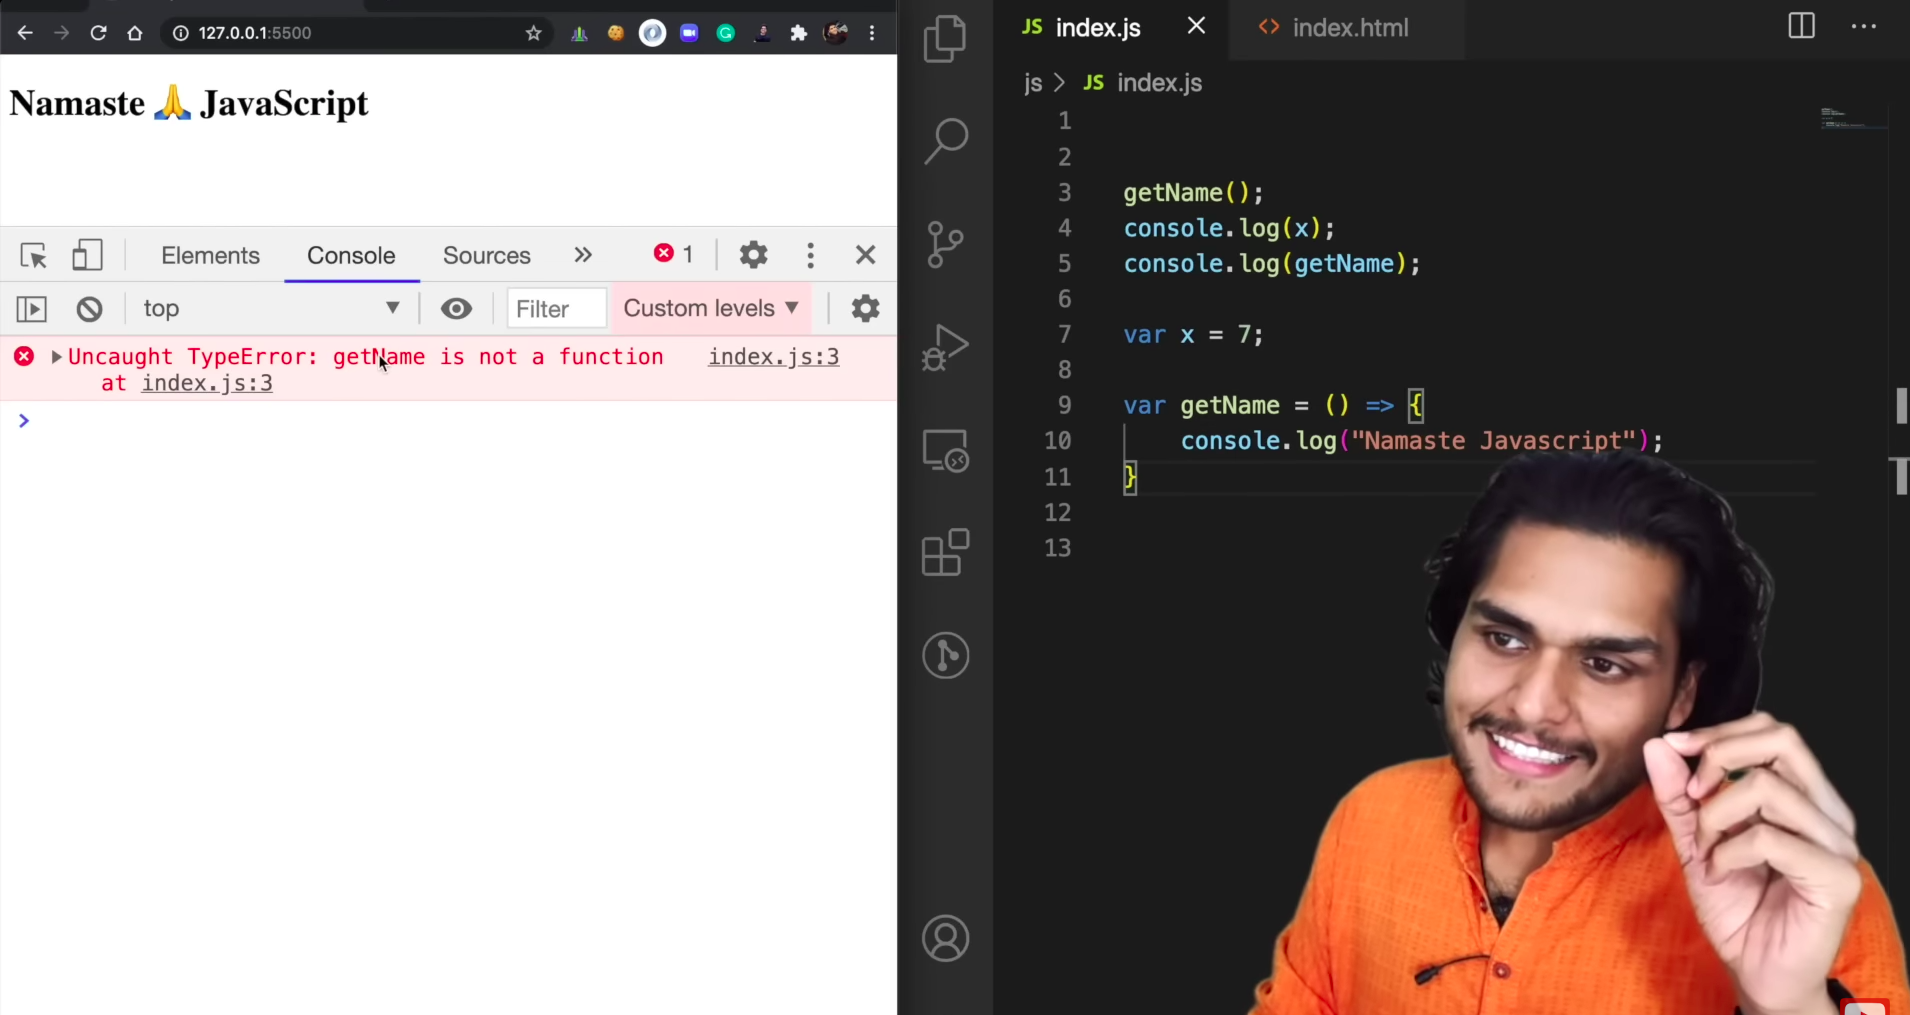 127.0.0.1:5500
Namaste 🙏 JavaScript
Elements Console Sources » 1
top Filter Custom levels
Uncaught TypeError: getName is not a function index.js:3
at index.js:3
>
JS index.js index.html
js > JS index.js
1
2
3 getName();
4 console.log(x);
5 console.log(getName);
6
7 var x = 7;
8
9 var getName = () => {
10 console.log("Namaste Javascript");
11 }
12
13